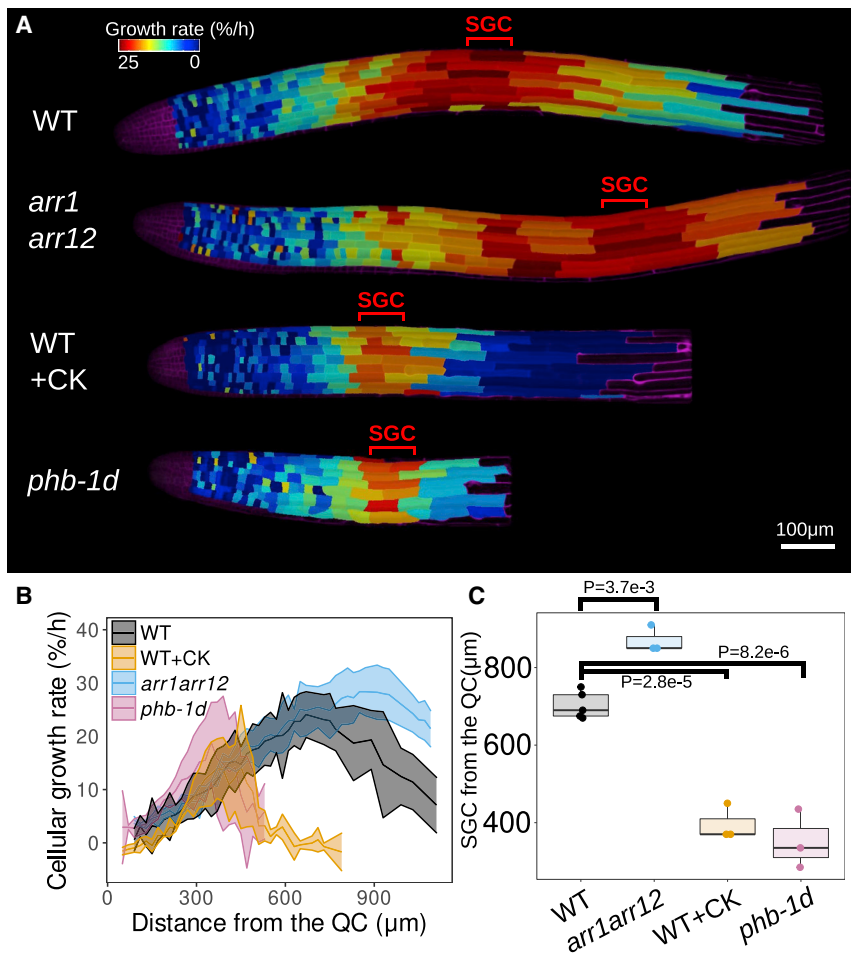 A
Growth rate (%/h)
25 0
SGC
WT
SGC
arr1
arr12
SGC
WT
+CK
SGC
phb-1d
100μm
B
Cellular growth rate (%/h)
40
30
20
10
0
WT
WT+CK
arr1arr12
phb-1d
0 300 600 900
Distance from the QC (μm)
C
SGC from the QC(μm)
800
600
400
P=3.7e-3
P=8.2e-6
P=2.8e-5
WT
arr1arr12
WT+CK
phb-1d